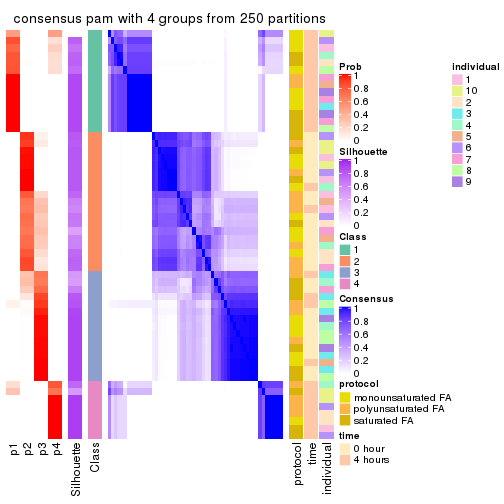 consensus pam with 4 groups from 250 partitions
Prob
1
0.8
0.6
0.4
0.2
0
Silhouette
1
0.8
0.6
0.4
0.2
0
Class
1
2
3
4
Consensus
1
0.8
0.6
0.4
0.2
0
protocol
monounsaturated FA
polyunsaturated FA
saturated FA
time
0 hour
4 hours
individual
1
10
2
3
4
5
6
7
8
9
p1
p2
p3
p4
Silhouette
Class
protocol
time
individual